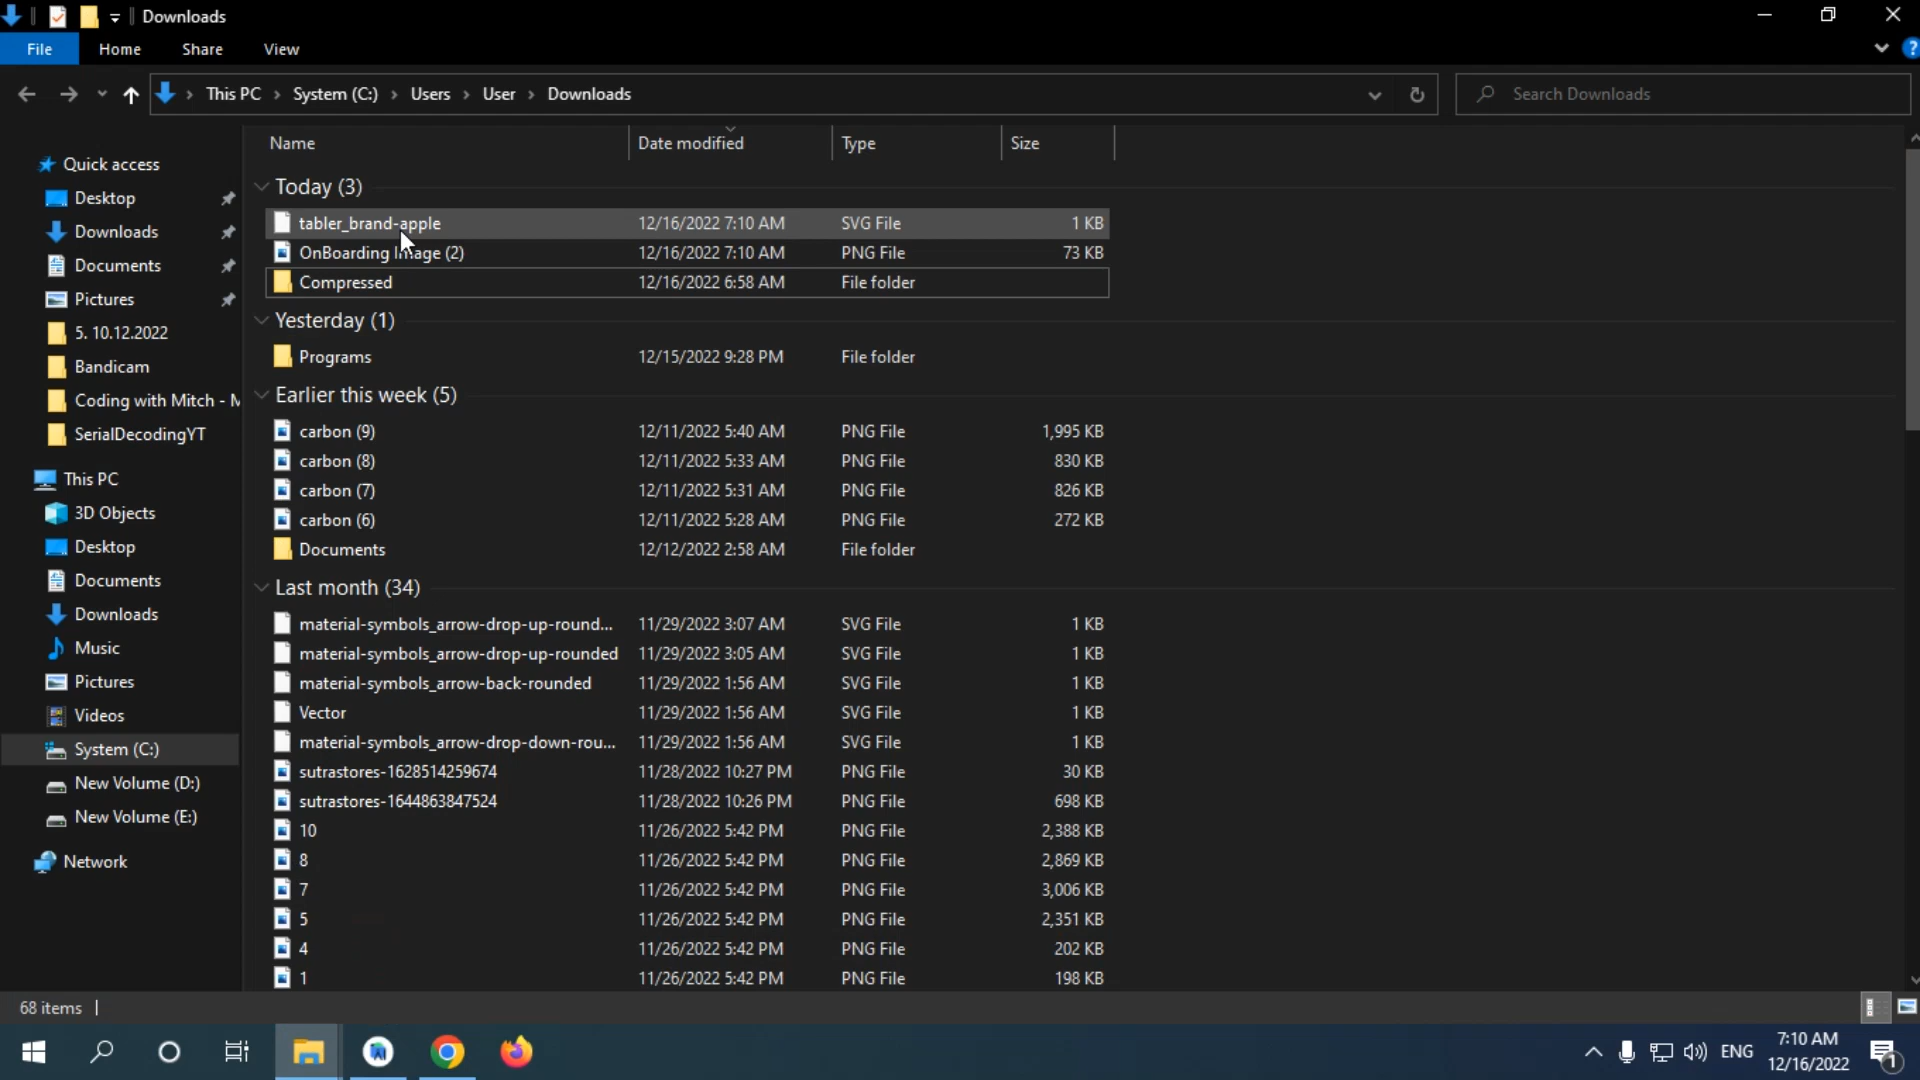 Downloads
File Home Share View
This PC System (C:) Users User Downloads Search Downloads
Name Date modified Type Size
Quick access
Desktop
Downloads
Documents
Pictures
5. 10.12.2022
Bandicam
Coding with Mitch - M
SerialDecodingYT
This PC
3D Objects
Desktop
Documents
Downloads
Music
Pictures
Videos
System (C:)
New Volume (D:)
New Volume (E:)
Network
Today (3)
tabler_brand-apple 12/16/2022 7:10 AM SVG File 1 KB
OnBoarding Image (2) 12/16/2022 7:10 AM PNG File 73 KB
Compressed 12/16/2022 6:58 AM File folder
Yesterday (1)
Programs 12/15/2022 9:28 PM File folder
Earlier this week (5)
carbon (9) 12/11/2022 5:40 AM PNG File 1,995 KB
carbon (8) 12/11/2022 5:33 AM PNG File 830 KB
carbon (7) 12/11/2022 5:31 AM PNG File 826 KB
carbon (6) 12/11/2022 5:28 AM PNG File 272 KB
Documents 12/12/2022 2:58 AM File folder
Last month (34)
material-symbols_arrow-drop-up-round... 11/29/2022 3:07 AM SVG File 1 KB
material-symbols_arrow-drop-up-rounded 11/29/2022 3:05 AM SVG File 1 KB
material-symbols_arrow-back-rounded 11/29/2022 1:56 AM SVG File 1 KB
Vector 11/29/2022 1:56 AM SVG File 1 KB
material-symbols_arrow-drop-down-rou... 11/29/2022 1:56 AM SVG File 1 KB
sutrastores-1628514259674 11/28/2022 10:27 PM PNG File 30 KB
sutrastores-1644863847524 11/28/2022 10:26 PM PNG File 698 KB
10 11/26/2022 5:42 PM PNG File 2,388 KB
8 11/26/2022 5:42 PM PNG File 2,869 KB
7 11/26/2022 5:42 PM PNG File 3,006 KB
5 11/26/2022 5:42 PM PNG File 2,351 KB
4 11/26/2022 5:42 PM PNG File 202 KB
1 11/26/2022 5:42 PM PNG File 198 KB
68 items
ENG 7:10 AM
12/16/2022 1